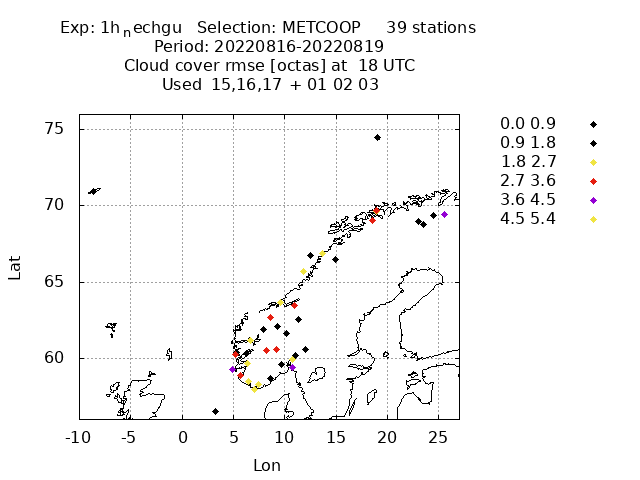 Exp: 1h_nechgu Selection: METCOOP 39 stations
Period: 20220816-20220819
Cloud cover rmse [octas] at 18 UTC
Used 15,16,17 + 01 02 03
75
70
65
60
Lat
-10 -5 0 5 10 15 20 25
Lon
0.0 0.9
0.9 1.8
1.8 2.7
2.7 3.6
3.6 4.5
4.5 5.4